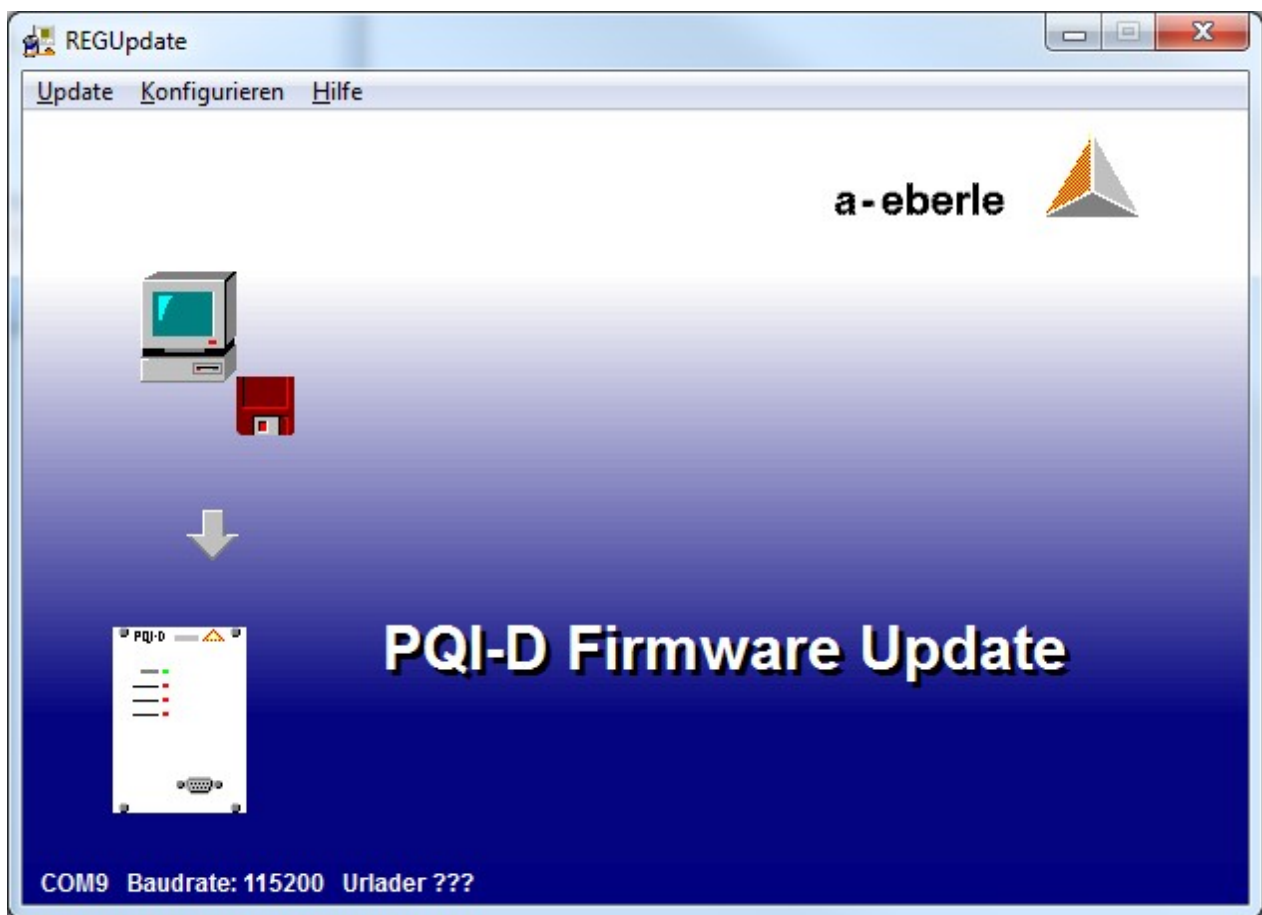 REGUpdate
Update Konfigurieren Hilfe
a-eberle
PQI-D
PQI-D Firmware Update
COM9 Baudrate: 115200 Urlader ???